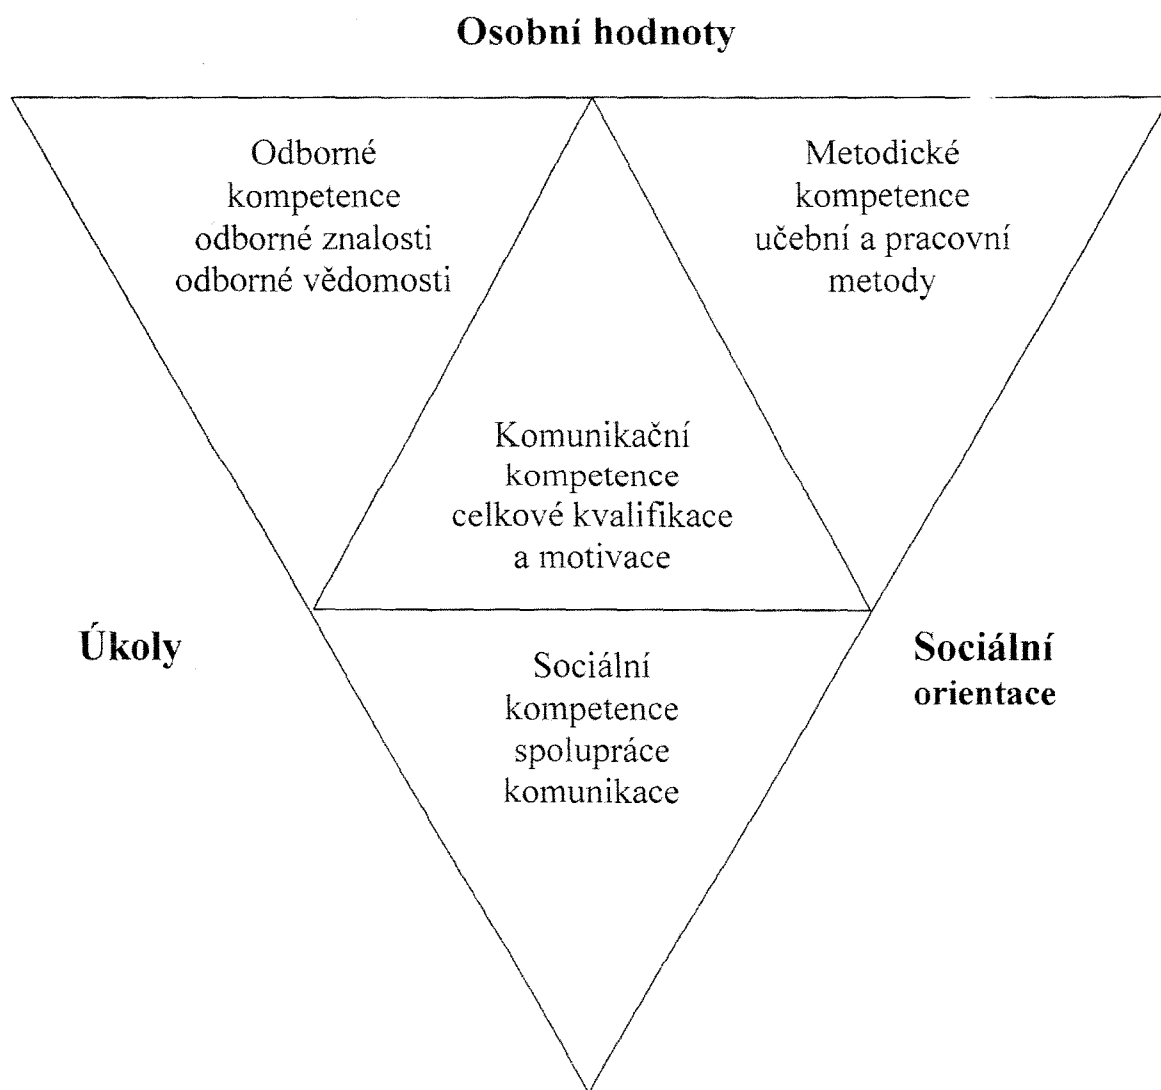 Osobní hodnoty
Odborné
kompetence
odborné znalosti
odborné vědomosti
Metodické
kompetence
učební a pracovní
metody
Komunikační
kompetence
celkové kvalifikace
a motivace
Úkoly
Sociální
orientace
Sociální
kompetence
spolupráce
komunikace